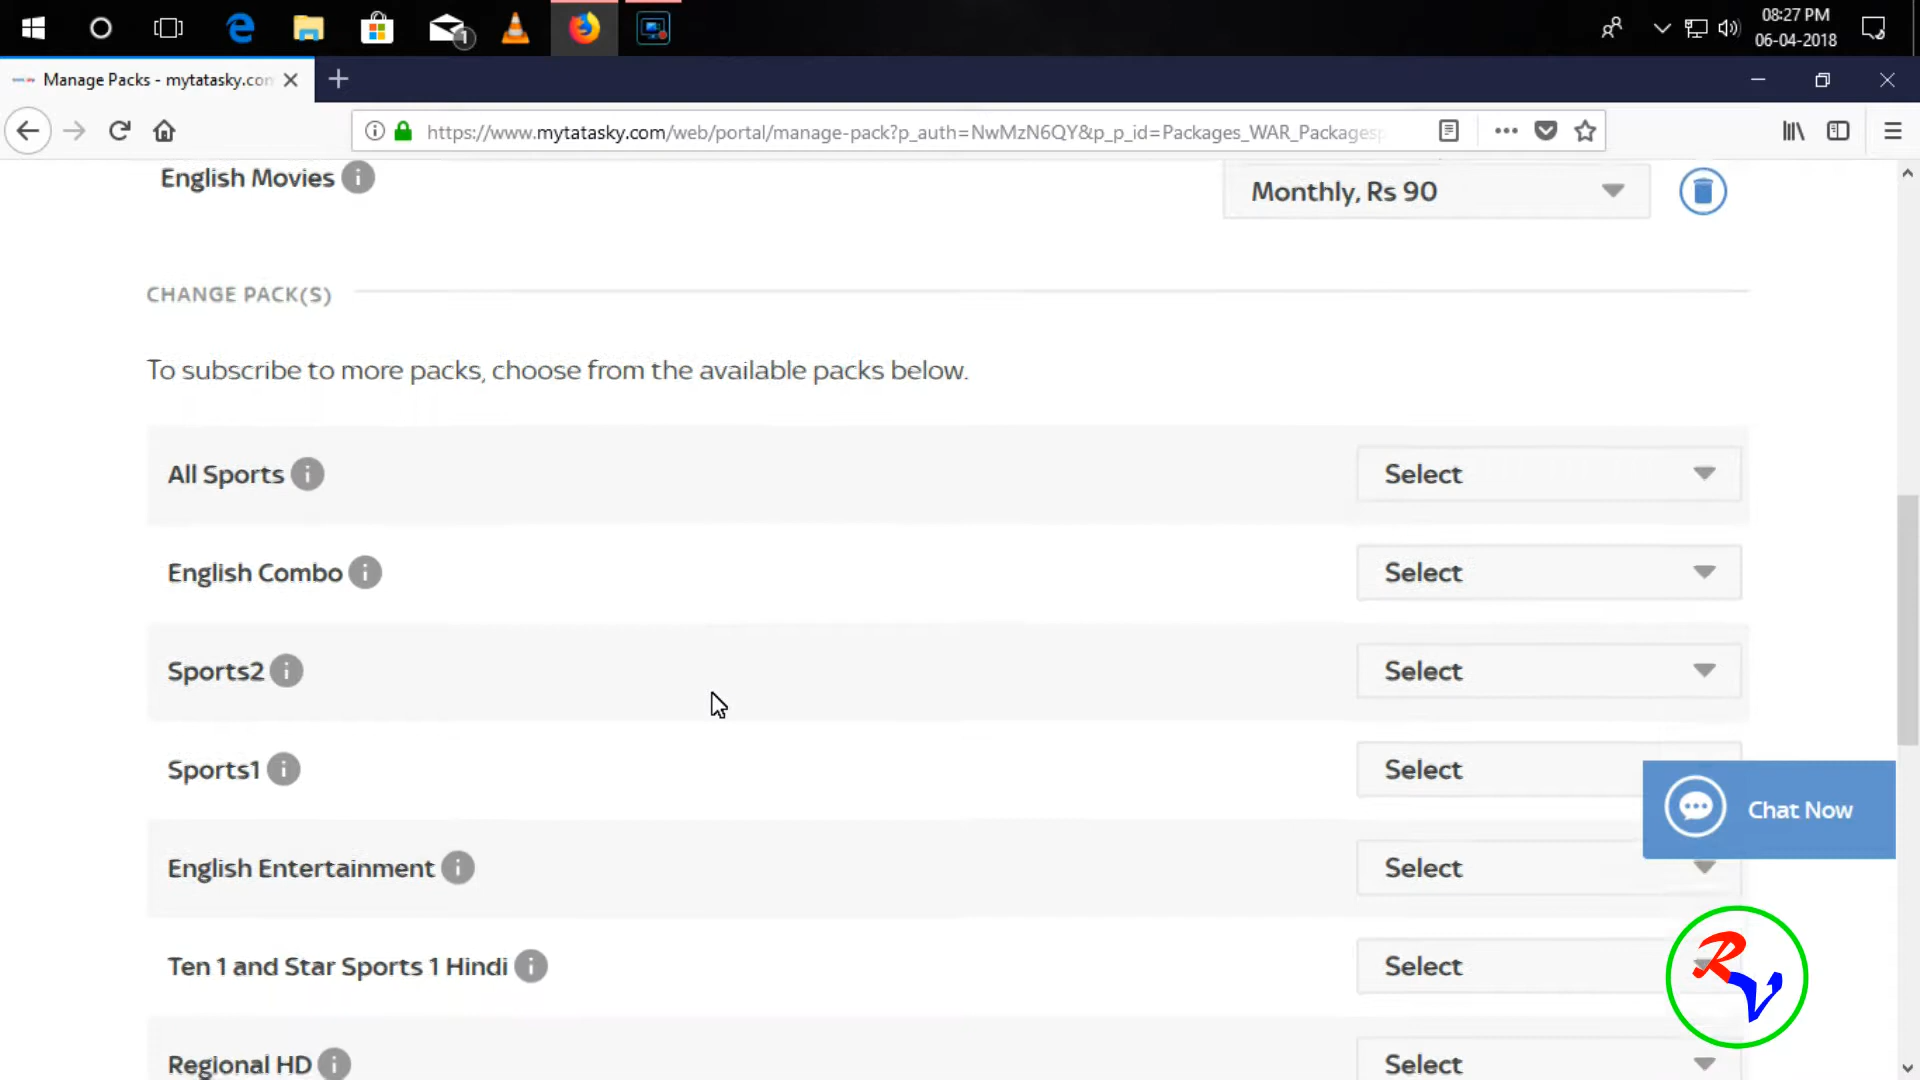 1
08:27 PM
06-04-2018
Manage Packs - mytatasky.com
https://www.mytatasky.com/web/portal/manage-pack?p_auth=NwMzN6QY&p_p_id=Packages_WAR_Packagesp
English Movies i
Monthly, Rs 90
CHANGE PACK(S)
To subscribe to more packs, choose from the available packs below.
All Sports i
Select
English Combo i
Select
Sports2 i
Select
Sports1 i
Select
Chat Now
English Entertainment i
Select
Ten 1 and Star Sports 1 Hindi i
Select
RV
Regional HD i
Select